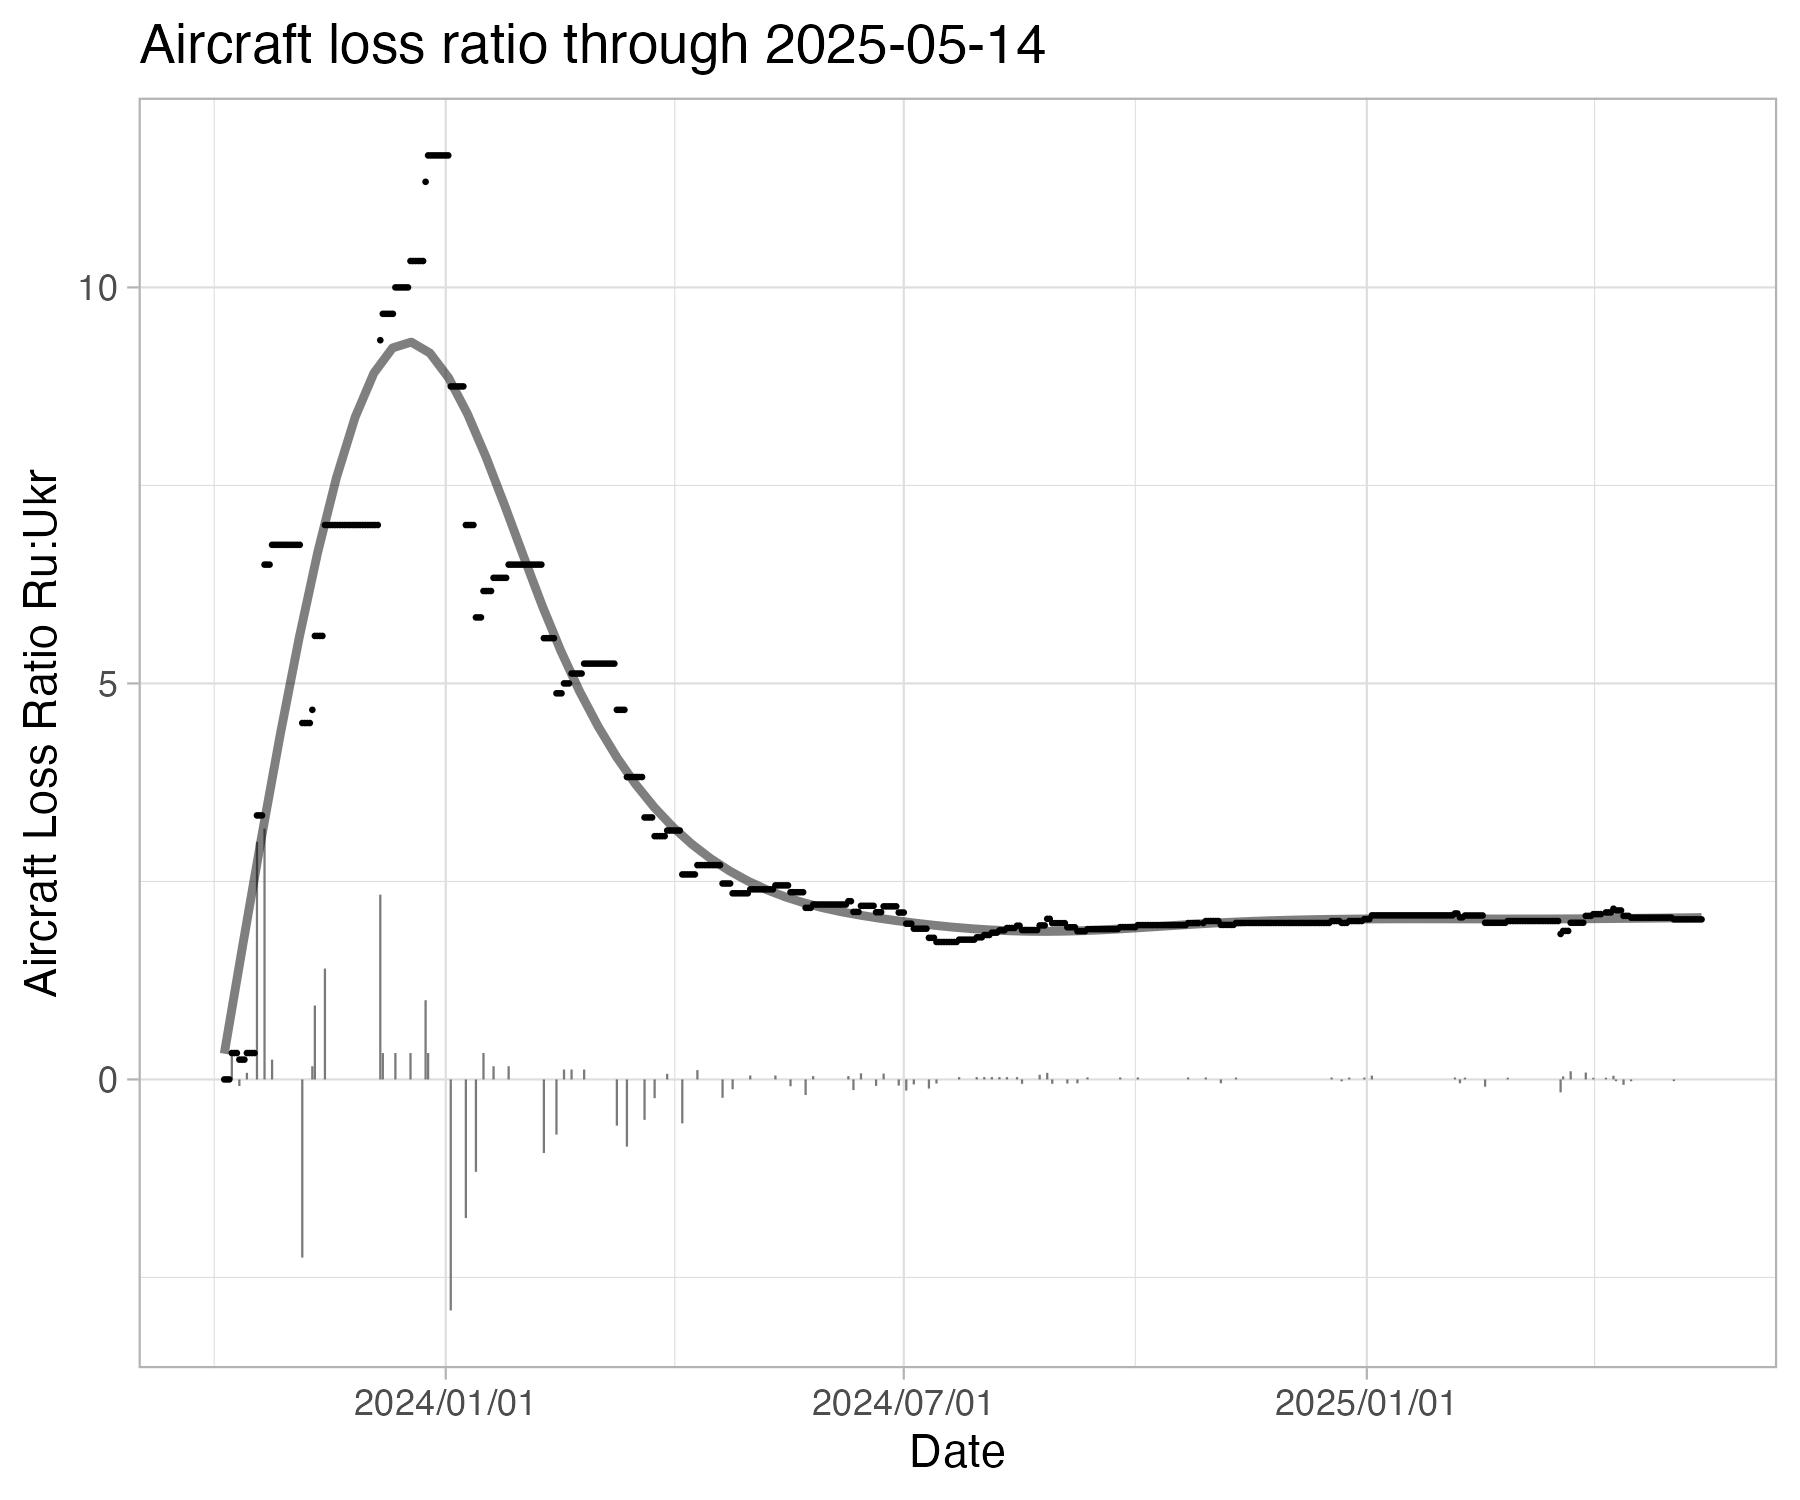 Aircraft loss ratio through 2025-05-14
Aircraft Loss Ratio Ru:Ukr
10
5
0
2024/01/01
2024/07/01
2025/01/01
Date